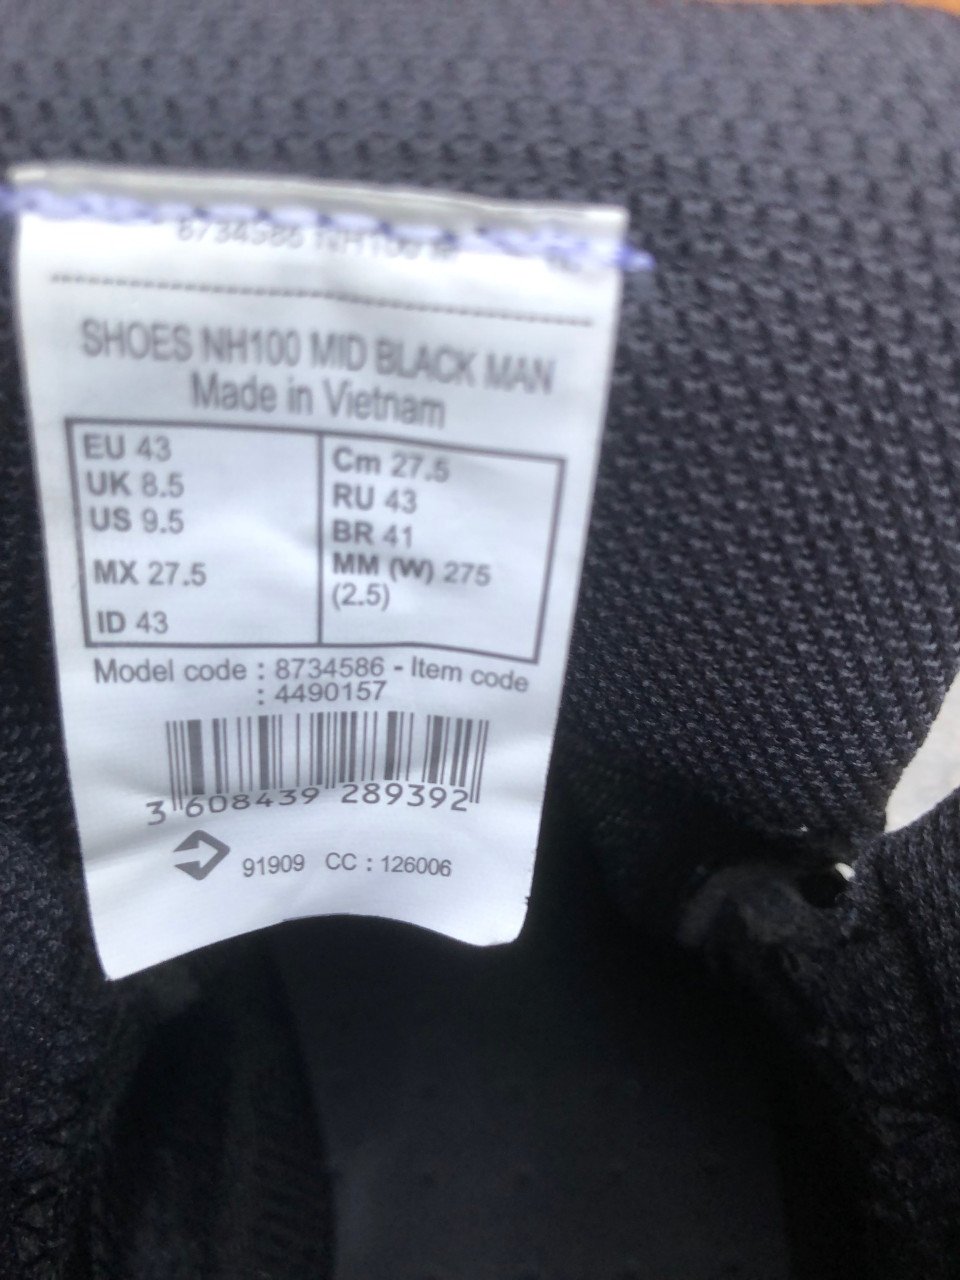 8734586 NH100 M
SHOES NH100 MID BLACK MAN
Made in Vietnam
EU 43
UK 8.5
US 9.5
MX 27.5
ID 43
Cm 27.5
RU 43
BR 41
MM (W) 275
(2.5)
Model code : 8734586 - Item code
: 4490157
3 608439 289392
91909 CC : 126006